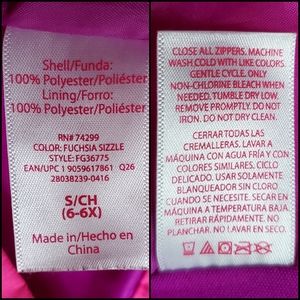 Shell/Funda:
100% Polyester/Poliéster
Lining/Forro:
100% Polyester/Poliéster
RN# 74299
COLOR: FUCHSIA SIZZLE
STYLE: FG36775
EAN/UPC 1 9059617861 Q26
28038239-0416
S/CH
(6-6X)
Made in/Hecho en
China
CLOSE ALL ZIPPERS. MACHINE
WASH COLD WITH LIKE COLORS.
GENTLE CYCLE. ONLY
NON-CHLORINE BLEACH WHEN
NEEDED. TUMBLE DRY LOW.
REMOVE PROMPTLY. DO NOT
IRON. DO NOT DRY CLEAN.
CERRAR TODAS LAS
CREMALLERAS. LAVAR A
MÁQUINA CON AGUA FRÍA Y CON
COLORES SIMILARES. CICLO
DELICADO. USAR SOLAMENTE
BLANQUEADOR SIN CLORO
CUANDO SE NECESITE. SECAR EN
MÁQUINA A TEMPERATURA BAJA.
RETIRAR RÁPIDAMENTE. NO
PLANCHAR. NO LAVAR EN SECO.